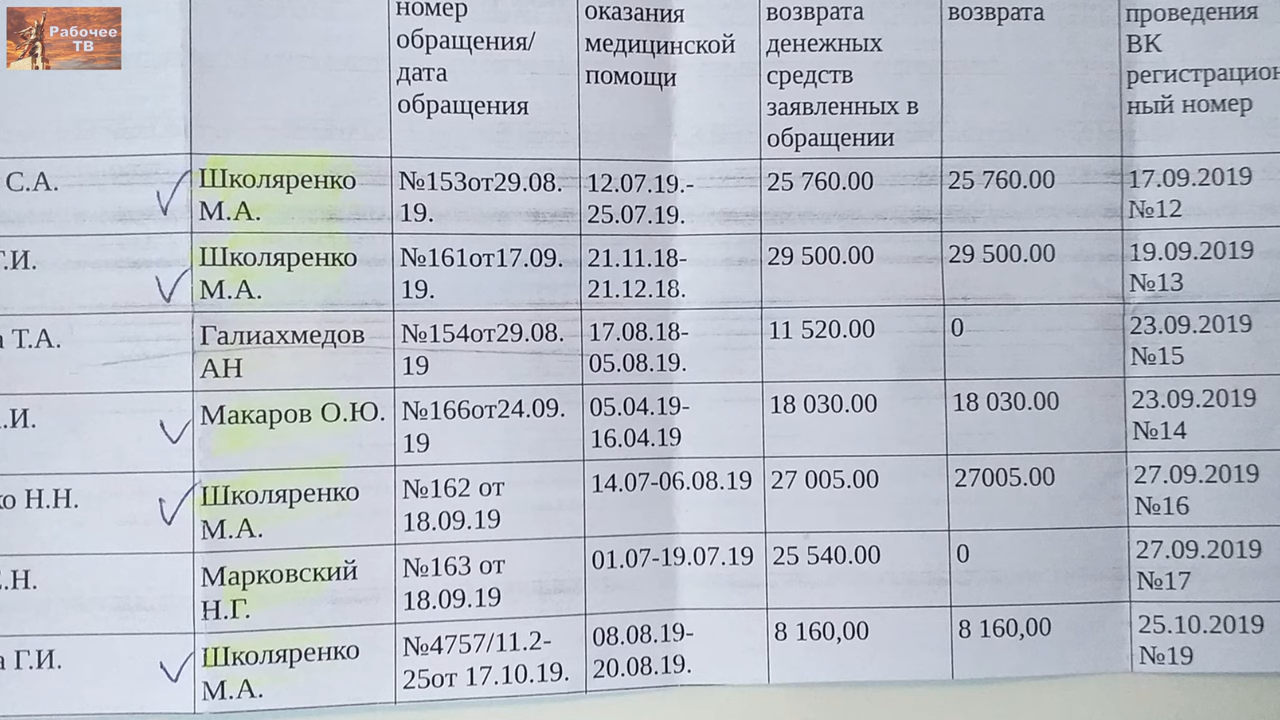 Рабочее
ТВ
номер
обращения/
дата
обращения
оказания
медицинской
помощи
возврата
денежных
средств
заявленных в
обращении
возврата
проведения
ВК
регистрацион
ный номер
С.А.
Школяренко
М.А.
№153от29.08.
19.
12.07.19.-
25.07.19.
25 760.00
25 760.00
17.09.2019
№12
Г.И.
Школяренко
М.А.
№161от17.09.
19.
21.11.18-
21.12.18.
29 500.00
29 500.00
19.09.2019
№13
а Т.А.
Галиахмедов
АН
№154от29.08.
19
17.08.18-
05.08.19.
11 520.00
0
23.09.2019
№15
.И.
Макаров О.Ю.
№166от24.09.
19
05.04.19-
16.04.19
18 030.00
18 030.00
23.09.2019
№14
ко Н.Н.
Школяренко
М.А.
№162 от
18.09.19
14.07-06.08.19
27 005.00
27005.00
27.09.2019
№16
.Н.
Марковский
Н.Г.
№163 от
18.09.19
01.07-19.07.19
25 540.00
0
27.09.2019
№17
а Г.И.
Школяренко
М.А.
№4757/11.2-
25от 17.10.19.
08.08.19-
20.08.19.
8 160,00
8 160,00
25.10.2019
№19